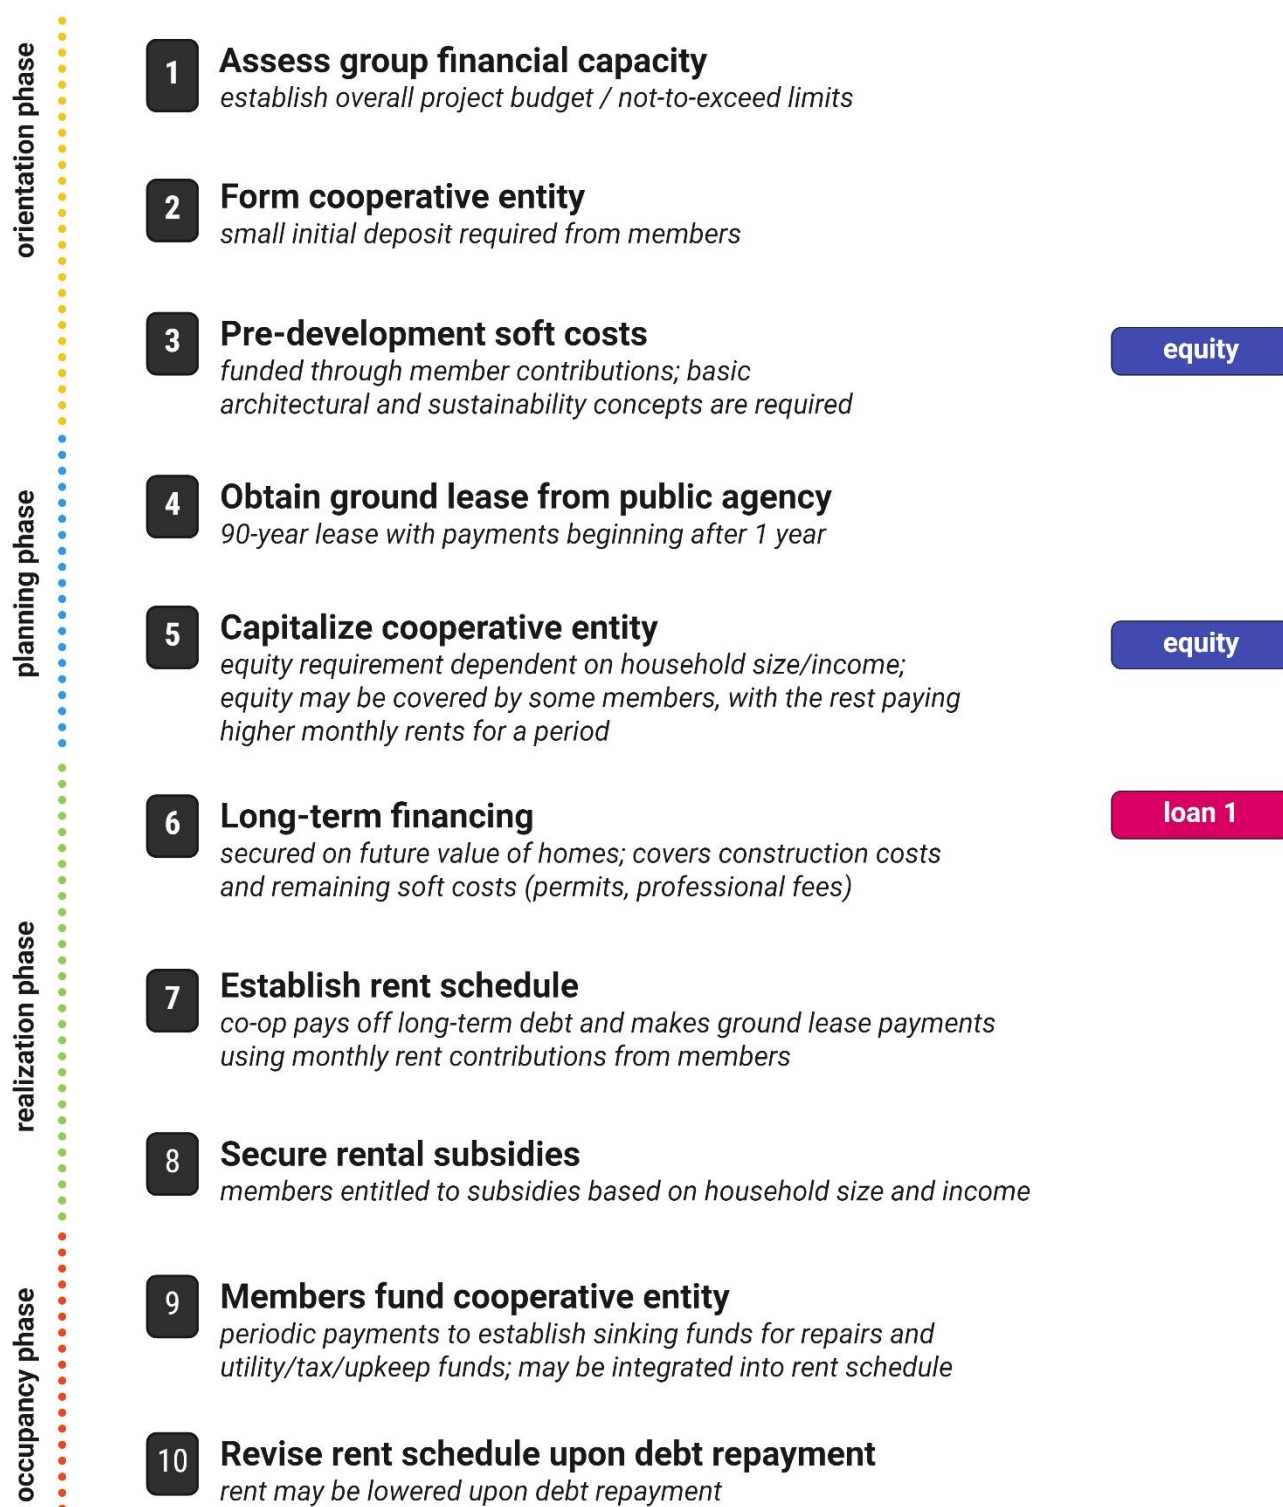 orientation phase
1
Assess group financial capacity
establish overall project budget / not-to-exceed limits
2
Form cooperative entity
small initial deposit required from members
3
Pre-development soft costs
funded through member contributions; basic
architectural and sustainability concepts are required
equity
planning phase
4
Obtain ground lease from public agency
90-year lease with payments beginning after 1 year
5
Capitalize cooperative entity
equity requirement dependent on household size/income;
equity may be covered by some members, with the rest paying
higher monthly rents for a period
equity
realization phase
6
Long-term financing
secured on future value of homes; covers construction costs
and remaining soft costs (permits, professional fees)
loan 1
7
Establish rent schedule
co-op pays off long-term debt and makes ground lease payments
using monthly rent contributions from members
8
Secure rental subsidies
members entitled to subsidies based on household size and income
occupancy phase
9
Members fund cooperative entity
periodic payments to establish sinking funds for repairs and
utility/tax/upkeep funds; may be integrated into rent schedule
10
Revise rent schedule upon debt repayment
rent may be lowered upon debt repayment